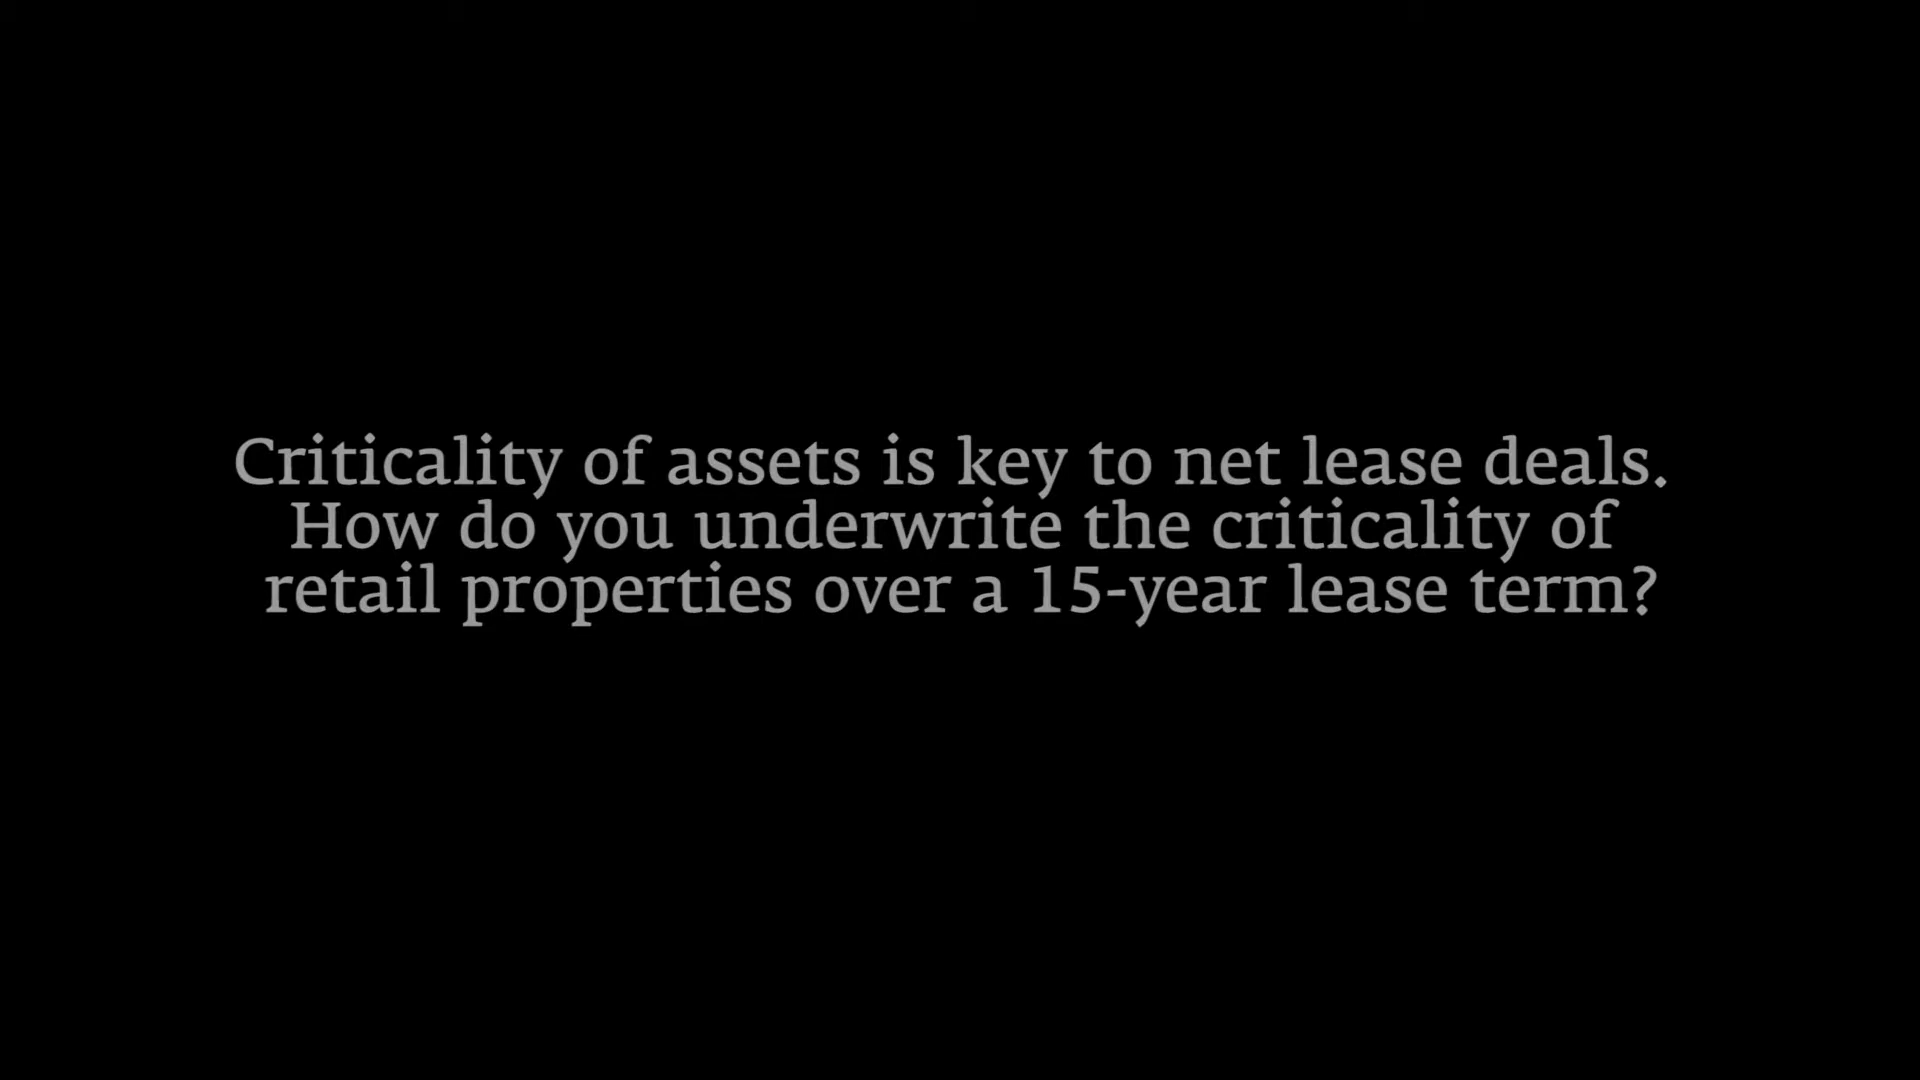 Criticality of assets is key to net lease deals.
How do you underwrite the criticality of
retail properties over a 15-year lease term?